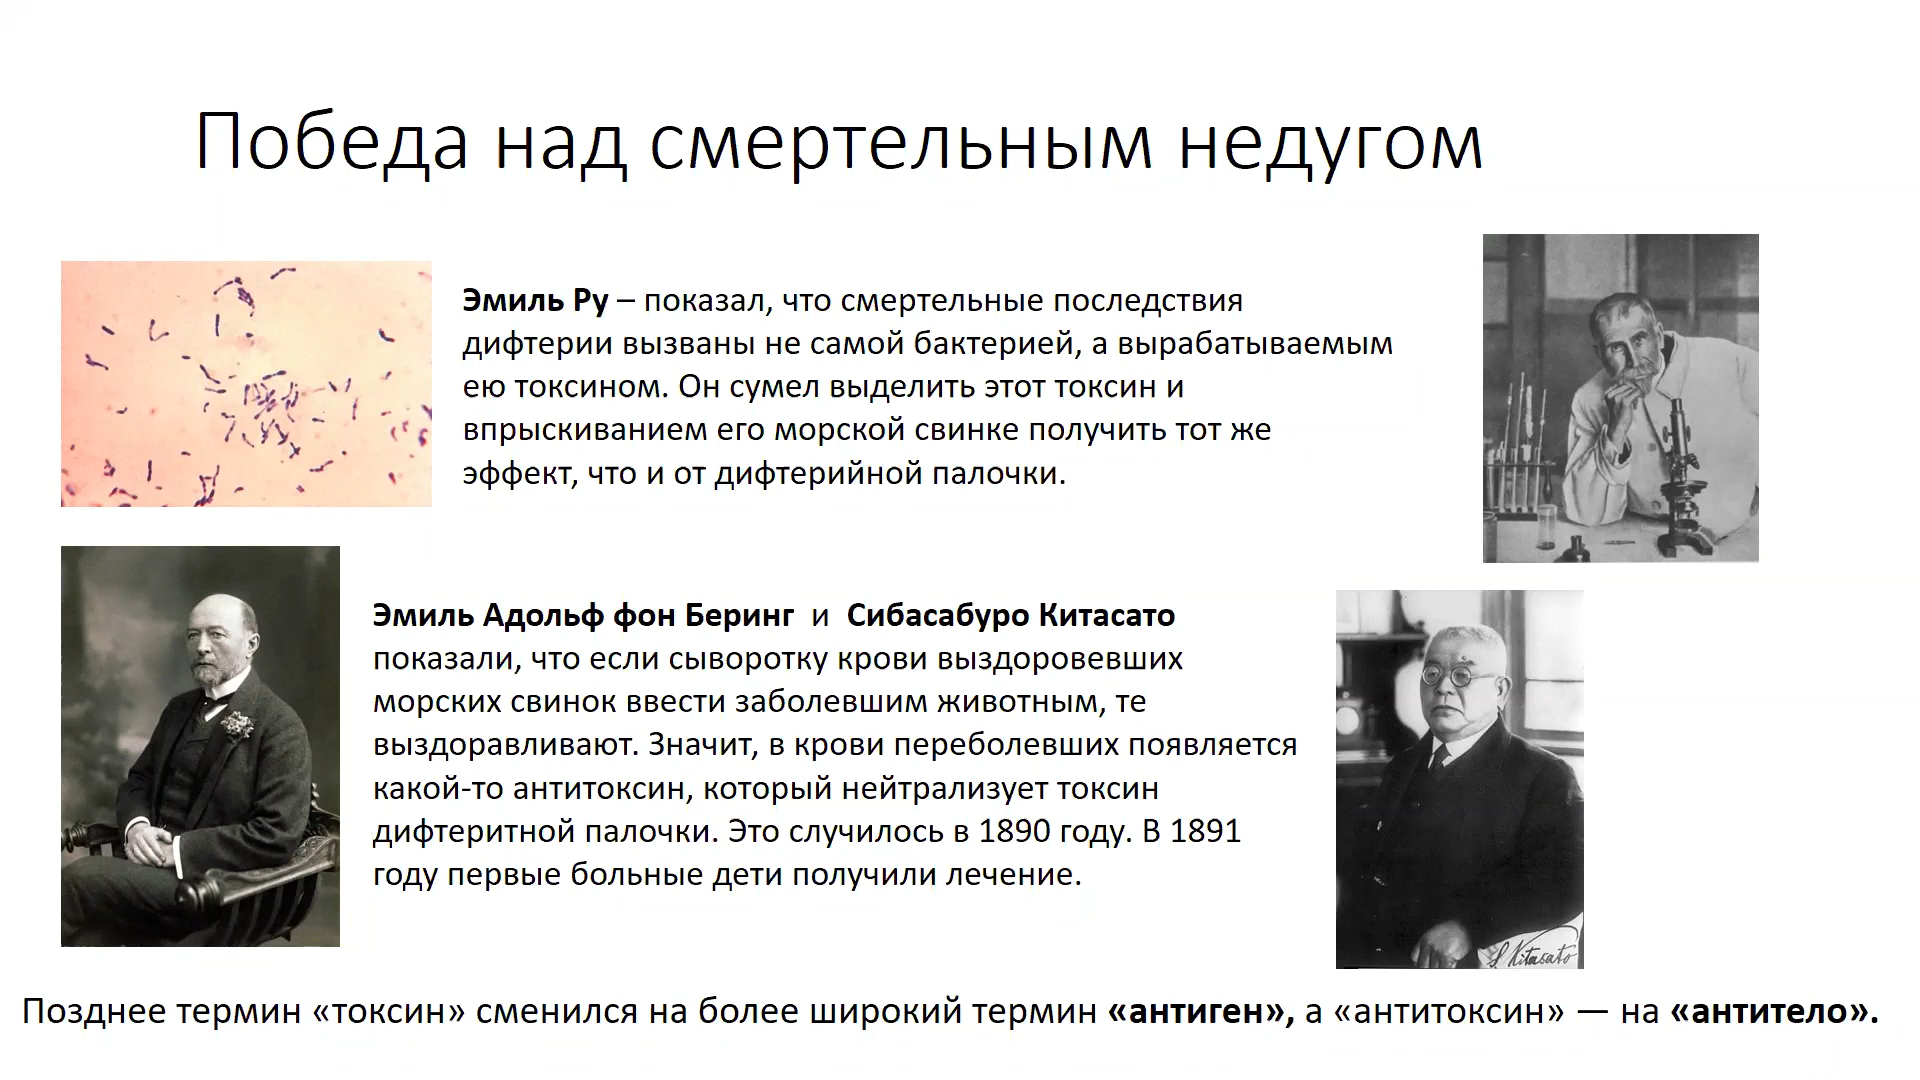 Победа над смертельным недугом
Эмиль Ру – показал, что смертельные последствия
дифтерии вызваны не самой бактерией, а вырабатываемым
ею токсином. Он сумел выделить этот токсин и
впрыскиванием его морской свинке получить тот же
эффект, что и от дифтерийной палочки.
Эмиль Адольф фон Беринг и Сибасабуро Китасато
показали, что если сыворотку крови выздоровевших
морских свинок ввести заболевшим животным, те
выздоравливают. Значит, в крови переболевших появляется
какой-то антитоксин, который нейтрализует токсин
дифтеритной палочки. Это случилось в 1890 году. В 1891
году первые больные дети получили лечение.
S. Kitasato
Позднее термин «токсин» сменился на более широкий термин «антиген», а «антитоксин» — на «антитело».